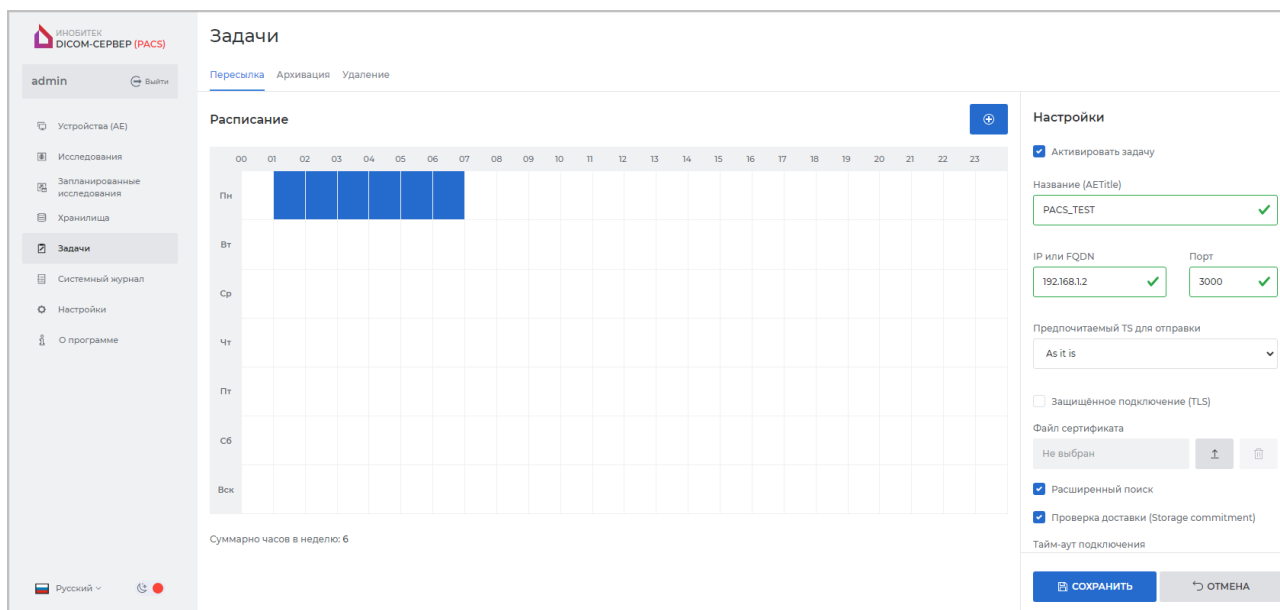 ИНОБИТЕК
DICOM-СЕРВЕР (PACS)
admin
Выйти
Устройства (AE)
Исследования
Запланированные
исследования
Хранилища
Задачи
Системный журнал
Настройки
О программе
Русский
Задачи
Пересылка Архивация Удаление
Расписание
00 01 02 03 04 05 06 07 08 09 10 11 12 13 14 15 16 17 18 19 20 21 22 23
Пн
Вт
Ср
Чт
Пт
Сб
Вск
Суммарно часов в неделю: 6
Настройки
Активировать задачу
Название (AETitle)
PACS_TEST
IP или FQDN Порт
192.168.1.2 3000
Предпочитаемый TS для отправки
As it is
Защищённое подключение (TLS)
Файл сертификата
Не выбран
Расширенный поиск
Проверка доставки (Storage commitment)
Тайм-аут подключения
СОХРАНИТЬ ОТМЕНА